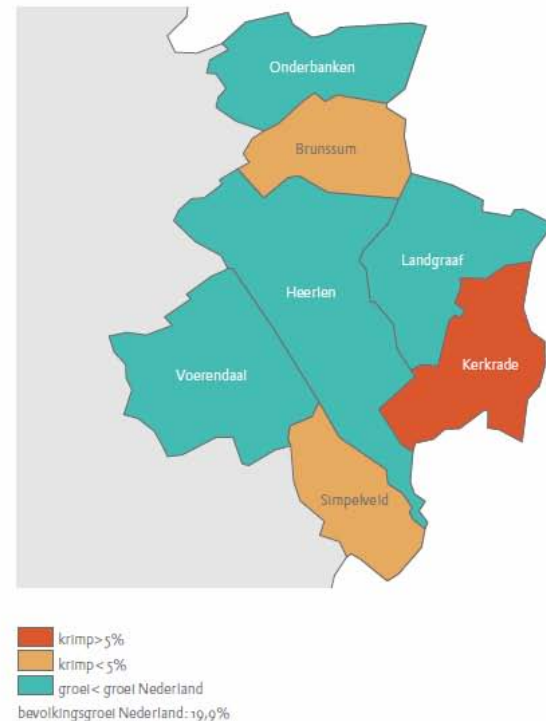 Onderbanken
Brunssum
Landgraaf
Heerlen
Kerkrade
Voerendaal
Simpelveld
krimp>5%
krimp<5%
groei< groei Nederland
bevolkingsgroei Nederland: 19,9%